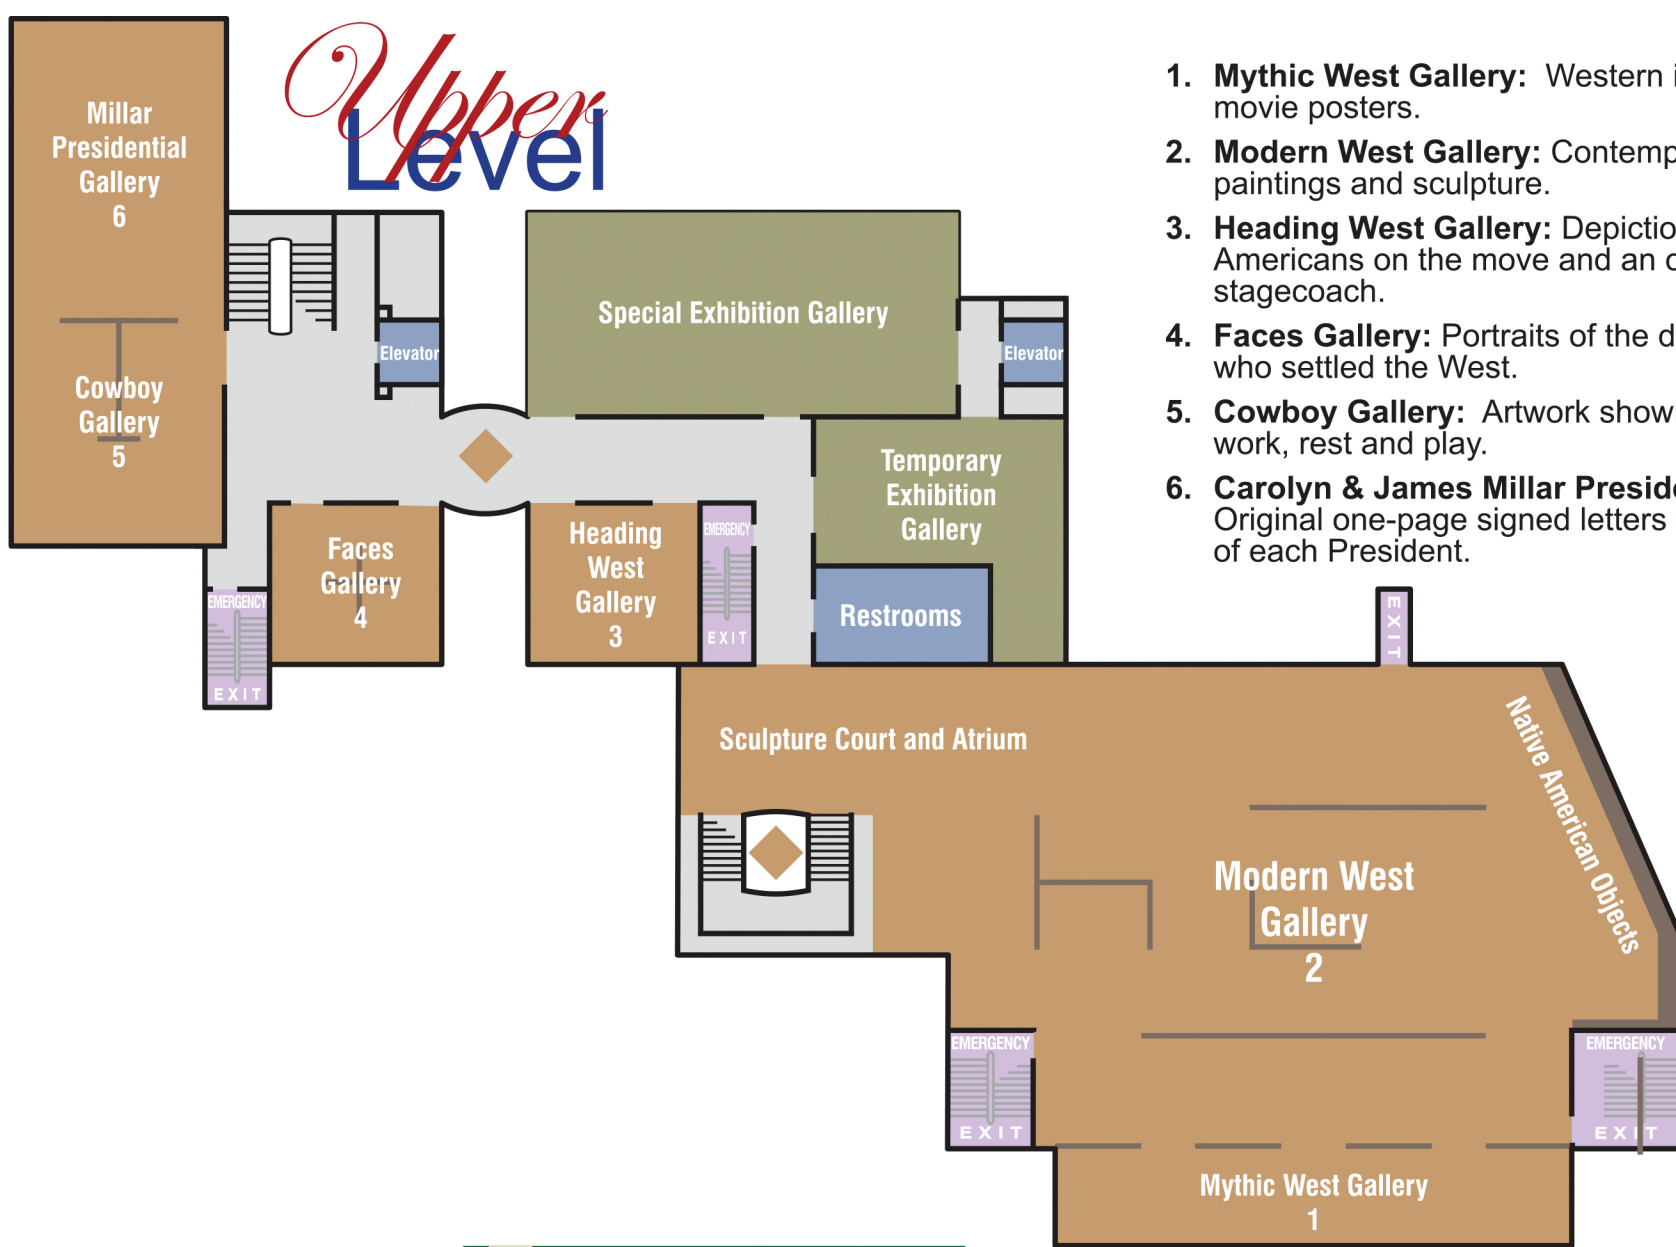 Upper
Level
Millar
Presidential
Gallery
6
Cowboy
Gallery
5
Elevator
Special Exhibition Gallery
Elevator
Temporary
Exhibition
Gallery
Faces
Gallery
4
Heading
West
Gallery
3
EMERGENCY
EXIT
EMERGENCY
EXIT
Restrooms
EXIT
Sculpture Court and Atrium
Native American Objects
Modern West
Gallery
2
EMERGENCY
EXIT
EMERGENCY
EXIT
Mythic West Gallery
1
1. Mythic West Gallery: Western i
movie posters.
2. Modern West Gallery: Contemp
paintings and sculpture.
3. Heading West Gallery: Depictio
Americans on the move and an
stagecoach.
4. Faces Gallery: Portraits of the d
who settled the West.
5. Cowboy Gallery: Artwork show
work, rest and play.
6. Carolyn & James Millar Preside
Original one-page signed letters
of each President.